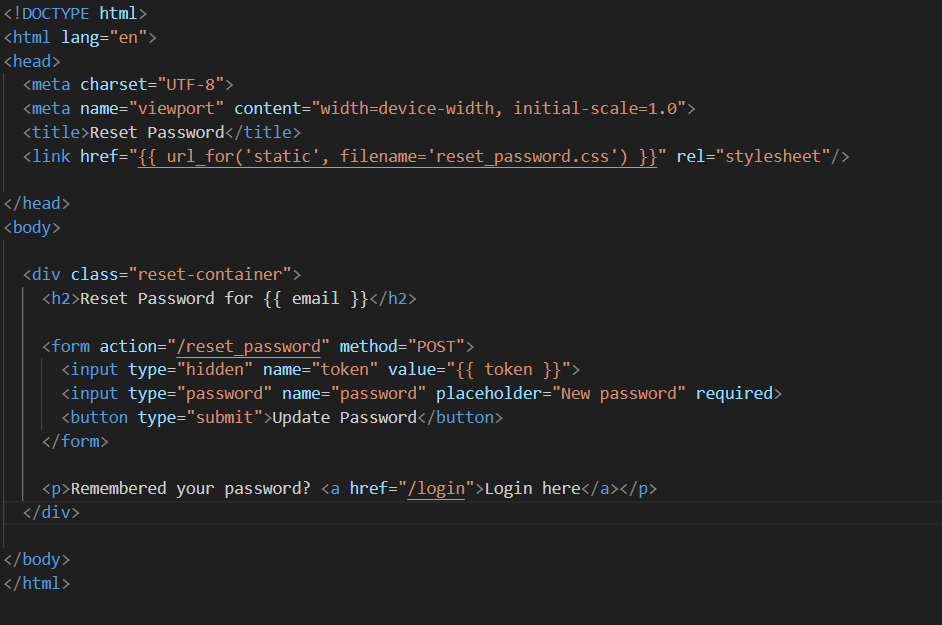 <!DOCTYPE html>
<html lang="en">
<head>
  <meta charset="UTF-8">
  <meta name="viewport" content="width=device-width, initial-scale=1.0">
  <title>Reset Password</title>
  <link href="{{ url_for('static', filename='reset_password.css') }}" rel="stylesheet"/>

</head>
<body>

  <div class="reset-container">
    <h2>Reset Password for {{ email }}</h2>

    <form action="/reset_password" method="POST">
      <input type="hidden" name="token" value="{{ token }}">
      <input type="password" name="password" placeholder="New password" required>
      <button type="submit">Update Password</button>
    </form>

    <p>Remembered your password? <a href="/login">Login here</a></p>
  </div>

</body>
</html>